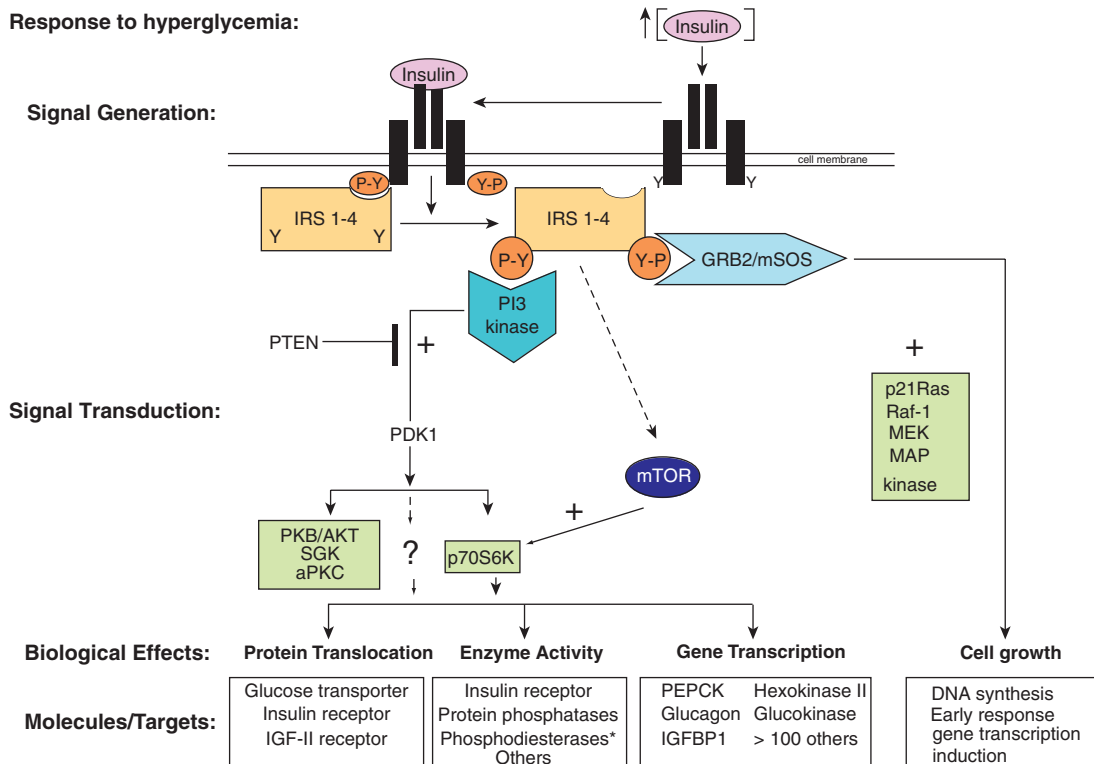 Response to hyperglycemia:
Insulin
Insulin
Signal Generation:
cell membrane
P-Y
Y-P
Y
Y
IRS 1-4
Y
Y
IRS 1-4
P-Y
Y-P
GRB2/mSOS
PI3
kinase
PTEN
+
+
p21Ras
Raf-1
MEK
MAP
kinase
Signal Transduction:
PDK1
mTOR
+
PKB/AKT
SGK
aPKC
?
p70S6K
Biological Effects:
Protein Translocation
Enzyme Activity
Gene Transcription
Cell growth
Molecules/Targets:
Glucose transporter
Insulin receptor
IGF-II receptor
Insulin receptor
Protein phosphatases
Phosphodiesterases*
Others
PEPCK Hexokinase II
Glucagon Glucokinase
IGFBP1 > 100 others
DNA synthesis
Early response
gene transcription
induction